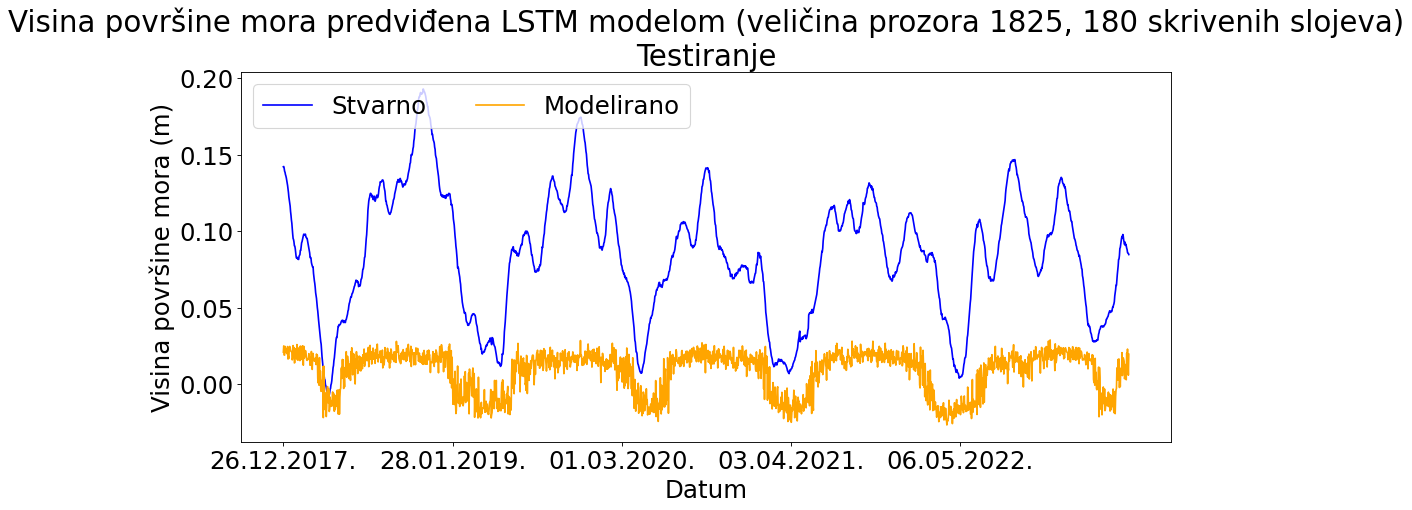 Visina površine mora predviđena LSTM modelom (veličina prozora 1825, 180 skrivenih slojeva)
Testiranje
Stvarno Modelirano
Visina površine mora (m)
0.20
0.15
0.10
0.05
0.00
26.12.2017. 28.01.2019. 01.03.2020. 03.04.2021. 06.05.2022.
Datum